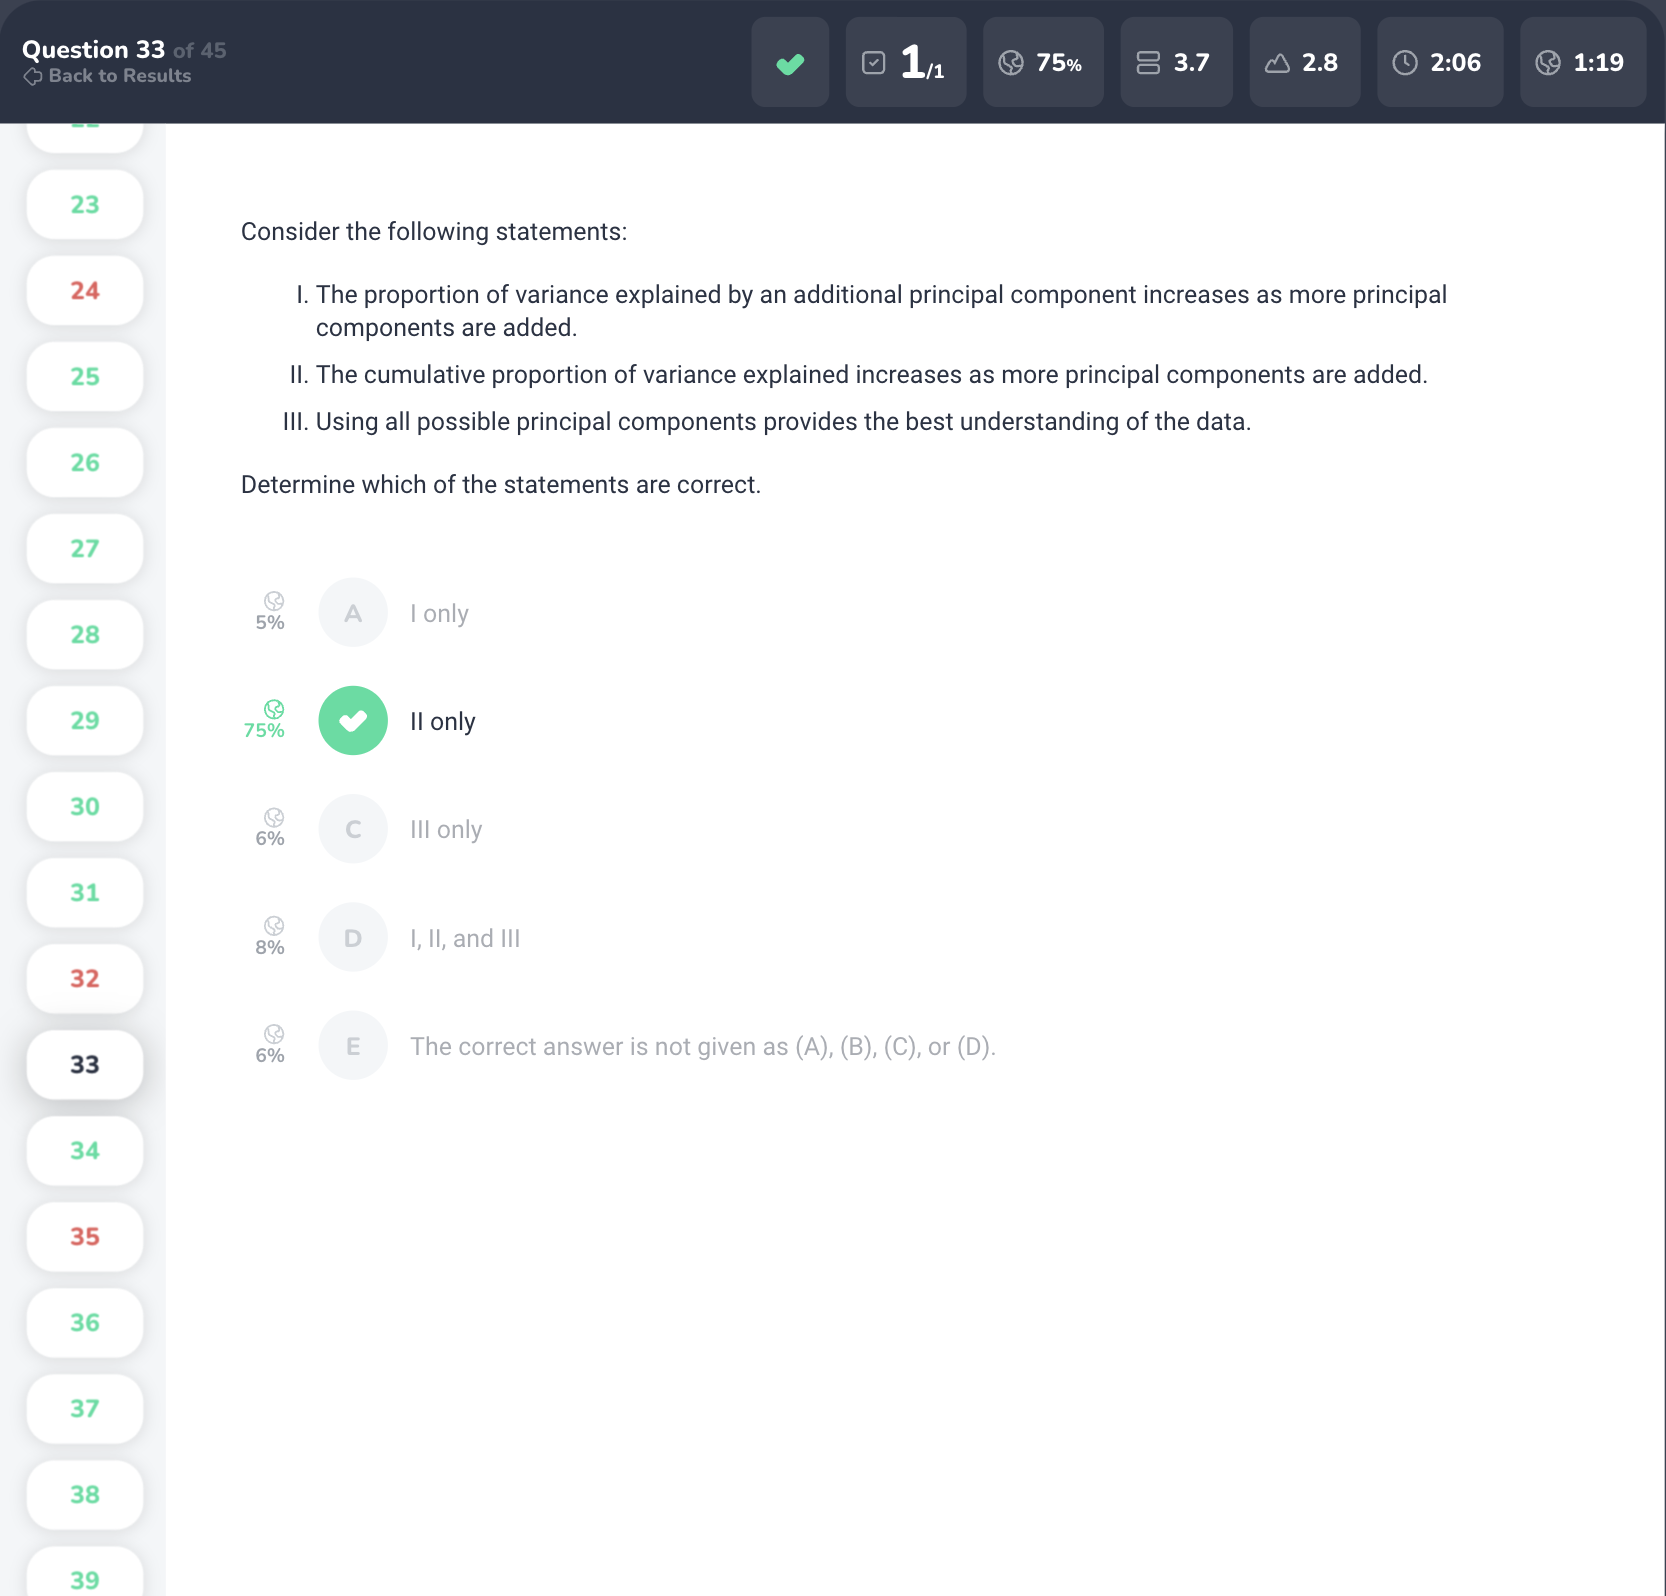 Question 33 of 45
Back to Results
1/1
75%
3.7
2.8
2:06
1:19
23
24
25
26
27
28
29
30
31
32
33
34
35
36
37
38
39
Consider the following statements:
I. The proportion of variance explained by an additional principal component increases as more principal
components are added.
II. The cumulative proportion of variance explained increases as more principal components are added.
III. Using all possible principal components provides the best understanding of the data.
Determine which of the statements are correct.
5% A I only
75% II only
6% C III only
8% D I, II, and III
6% E The correct answer is not given as (A), (B), (C), or (D).